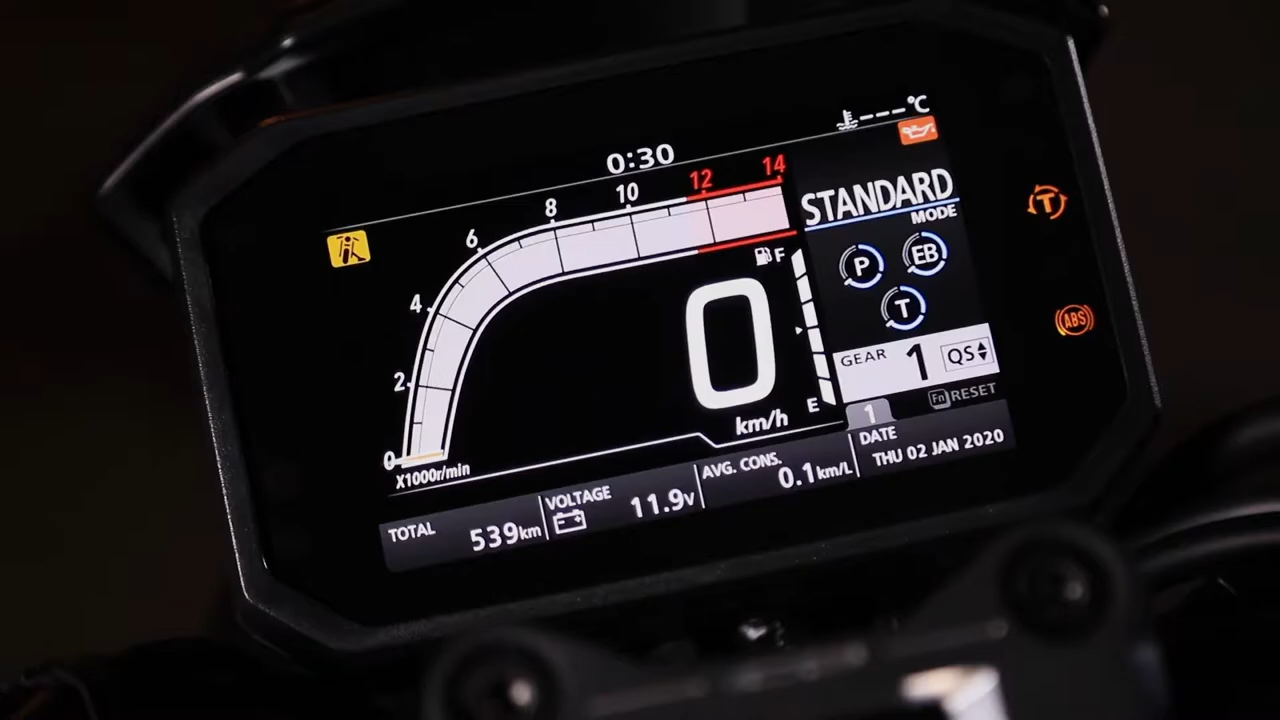 ---°C
0:30
0 2 4 6 8 10 12 14
X1000r/min
STANDARD
MODE
P EB
T
T
ABS
F
E
0
km/h
GEAR 1 QS
Fn RESET
1
TOTAL 539km
VOLTAGE 11.9V
AVG. CONS. 0.1km/L
DATE
THU 02 JAN 2020